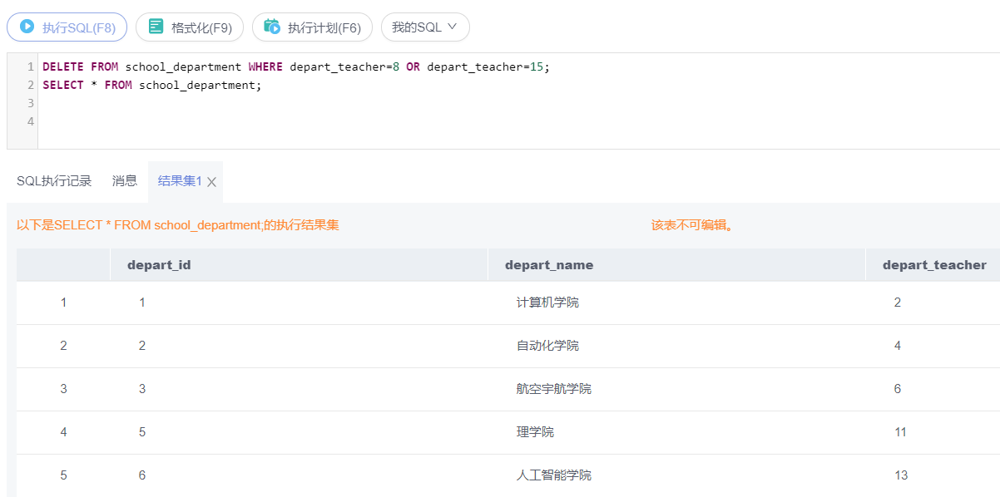 执行SQL(F8) 格式化(F9) 执行计划(F6) 我的SQL
1 DELETE FROM school_department WHERE depart_teacher=8 OR depart_teacher=15;
2 SELECT * FROM school_department;
3
4
SQL执行记录 消息 结果集1
以下是SELECT * FROM school_department;的执行结果集 该表不可编辑。
depart_id depart_name depart_teacher
1 1 计算机学院 2
2 2 自动化学院 4
3 3 航空宇航学院 6
4 5 理学院 11
5 6 人工智能学院 13